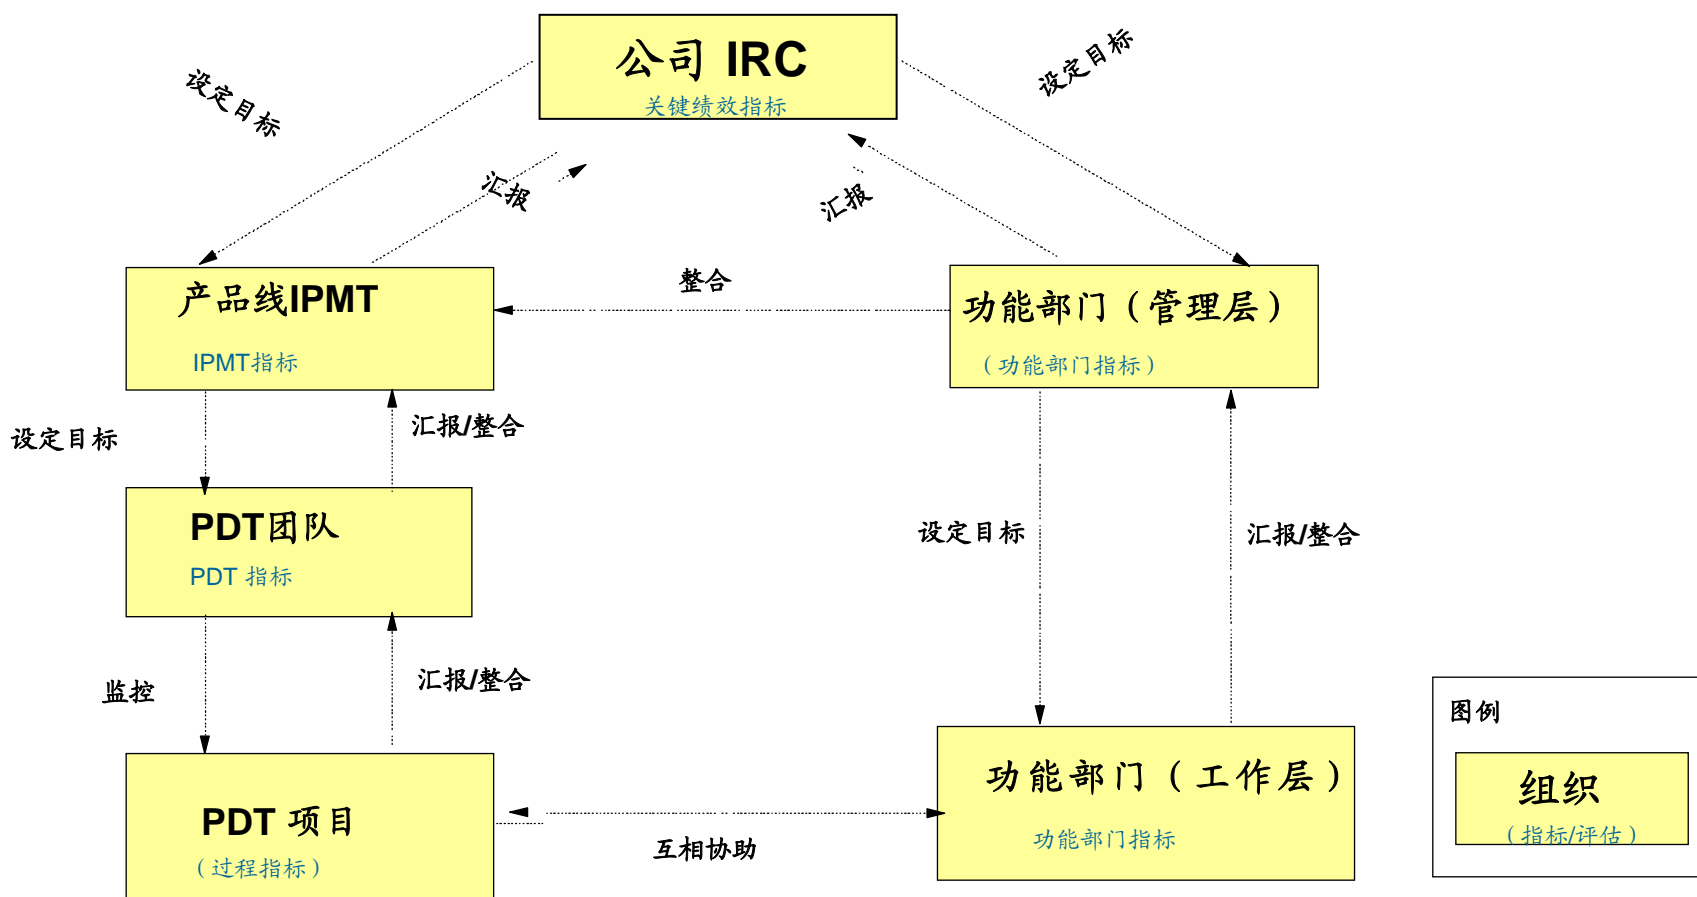 公司 IRC
关键绩效指标
设定目标
设定目标
汇报
汇报
产品线IPMT
IPMT指标
整合
功能部门（管理层）
（功能部门指标）
设定目标
汇报/整合
PDT团队
PDT 指标
设定目标
汇报/整合
监控
汇报/整合
PDT 项目
（过程指标）
互相协助
功能部门（工作层）
功能部门指标
图例
组织
（指标/评估）